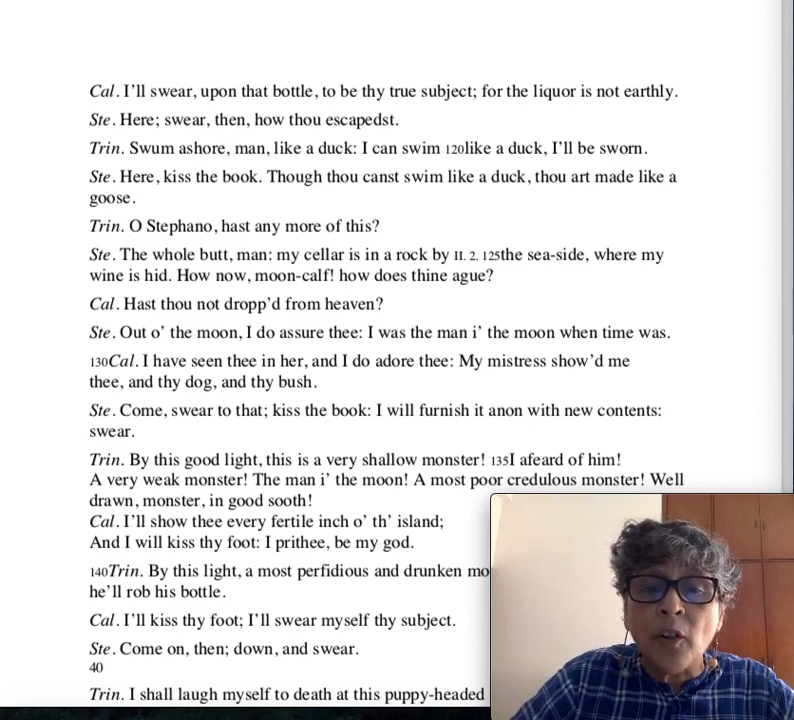 Cal. I’ll swear, upon that bottle, to be thy true subject; for the liquor is not earthly.
Ste. Here; swear, then, how thou escapedst.
Trin. Swum ashore, man, like a duck: I can swim 120like a duck, I’ll be sworn.
Ste. Here, kiss the book. Though thou canst swim like a duck, thou art made like a
goose.
Trin. O Stephano, hast any more of this?
Ste. The whole butt, man: my cellar is in a rock by II. 2. 125the sea-side, where my
wine is hid. How now, moon-calf! how does thine ague?
Cal. Hast thou not dropp’d from heaven?
Ste. Out o’ the moon, I do assure thee: I was the man i’ the moon when time was.
130Cal. I have seen thee in her, and I do adore thee: My mistress show’d me
thee, and thy dog, and thy bush.
Ste. Come, swear to that; kiss the book: I will furnish it anon with new contents:
swear.
Trin. By this good light, this is a very shallow monster! 135I afeard of him!
A very weak monster! The man i’ the moon! A most poor credulous monster! Well
drawn, monster, in good sooth!
Cal. I’ll show thee every fertile inch o’ th’ island;
And I will kiss thy foot: I prithee, be my god.
140Trin. By this light, a most perfidious and drunken mo
he’ll rob his bottle.
Cal. I’ll kiss thy foot; I’ll swear myself thy subject.
Ste. Come on, then; down, and swear.
40
Trin. I shall laugh myself to death at this puppy-headed